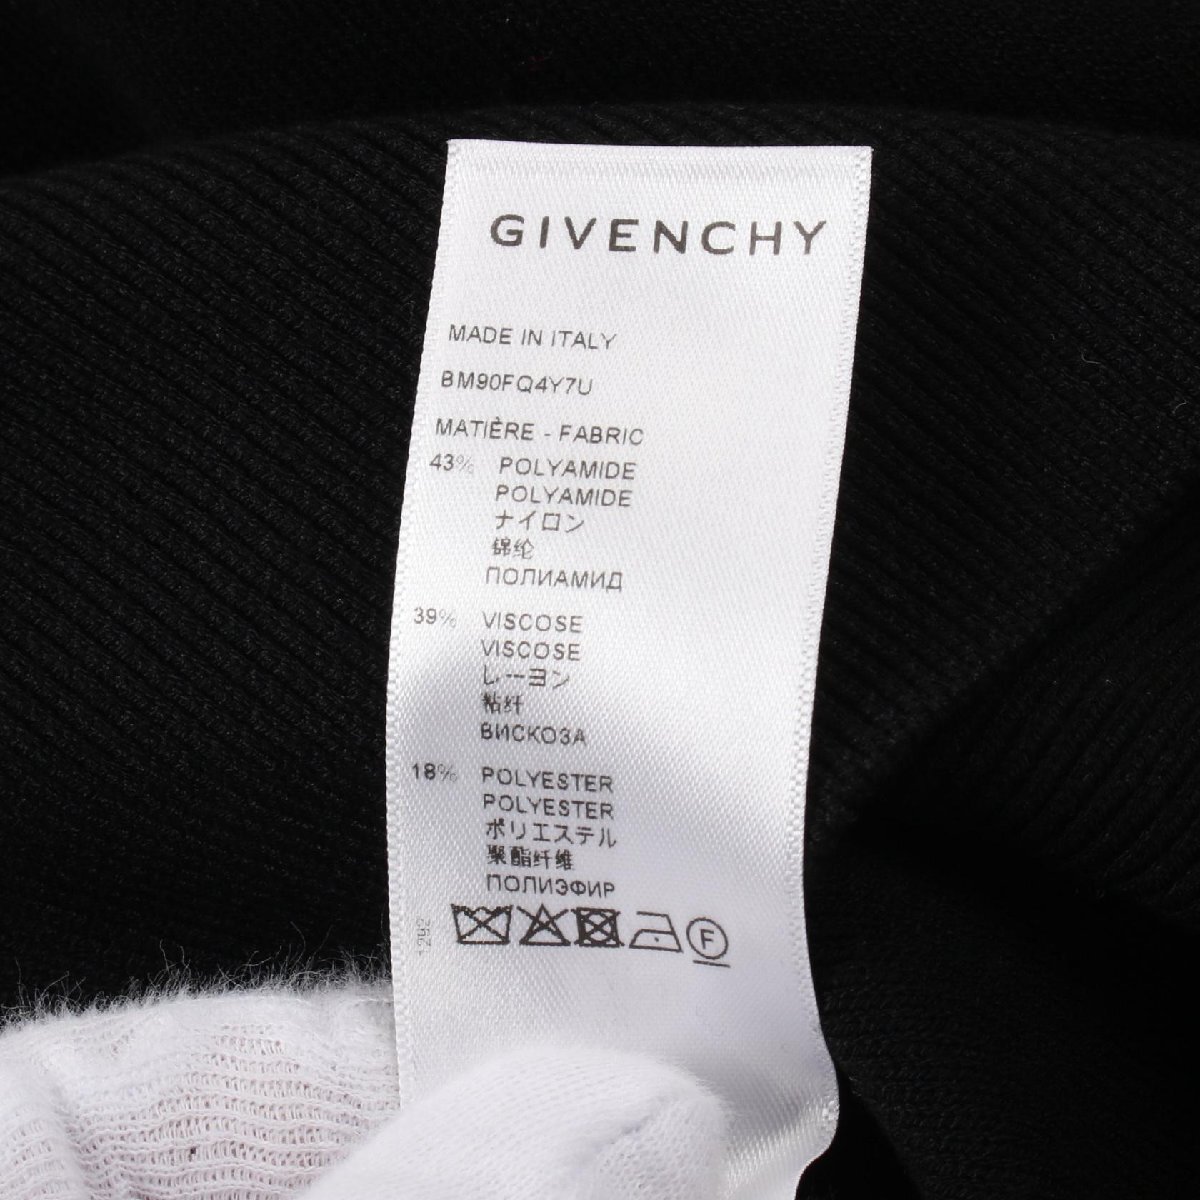 GIVENCHY
MADE IN ITALY
BM90FQ4Y7U
MATIÈRE - FABRIC
43% POLYAMIDE
POLYAMIDE
ナイロン
锦纶
ПОЛИАМИД
39% VISCOSE
VISCOSE
レーヨン
粘纤
ВИСКОЗА
18% POLYESTER
POLYESTER
ポリエステル
聚酯纤维
ПОЛИЭФИР
F